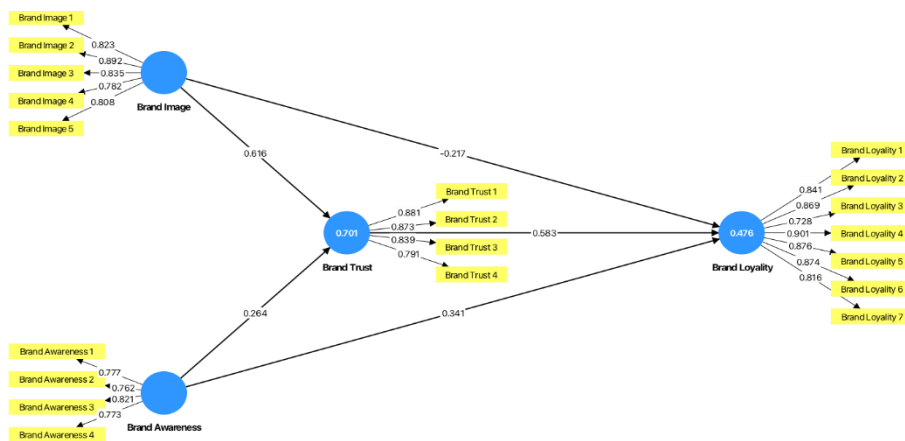 Brand Image 1
Brand Image 2
Brand Image 3
Brand Image 4
Brand Image 5
0.823
0.892
0.835
0.782
0.808
Brand Image
0.616
-0.217
Brand Trust 1
Brand Trust 2
Brand Trust 3
Brand Trust 4
0.881
0.873
0.839
0.791
0.701
Brand Trust
0.583
Brand Loyality 1
Brand Loyality 2
Brand Loyality 3
Brand Loyality 4
Brand Loyality 5
Brand Loyality 6
Brand Loyality 7
0.841
0.869
0.728
0.901
0.876
0.874
0.816
0.476
Brand Loyality
0.264
0.341
Brand Awareness 1
Brand Awareness 2
Brand Awareness 3
Brand Awareness 4
0.777
0.762
0.821
0.773
Brand Awareness